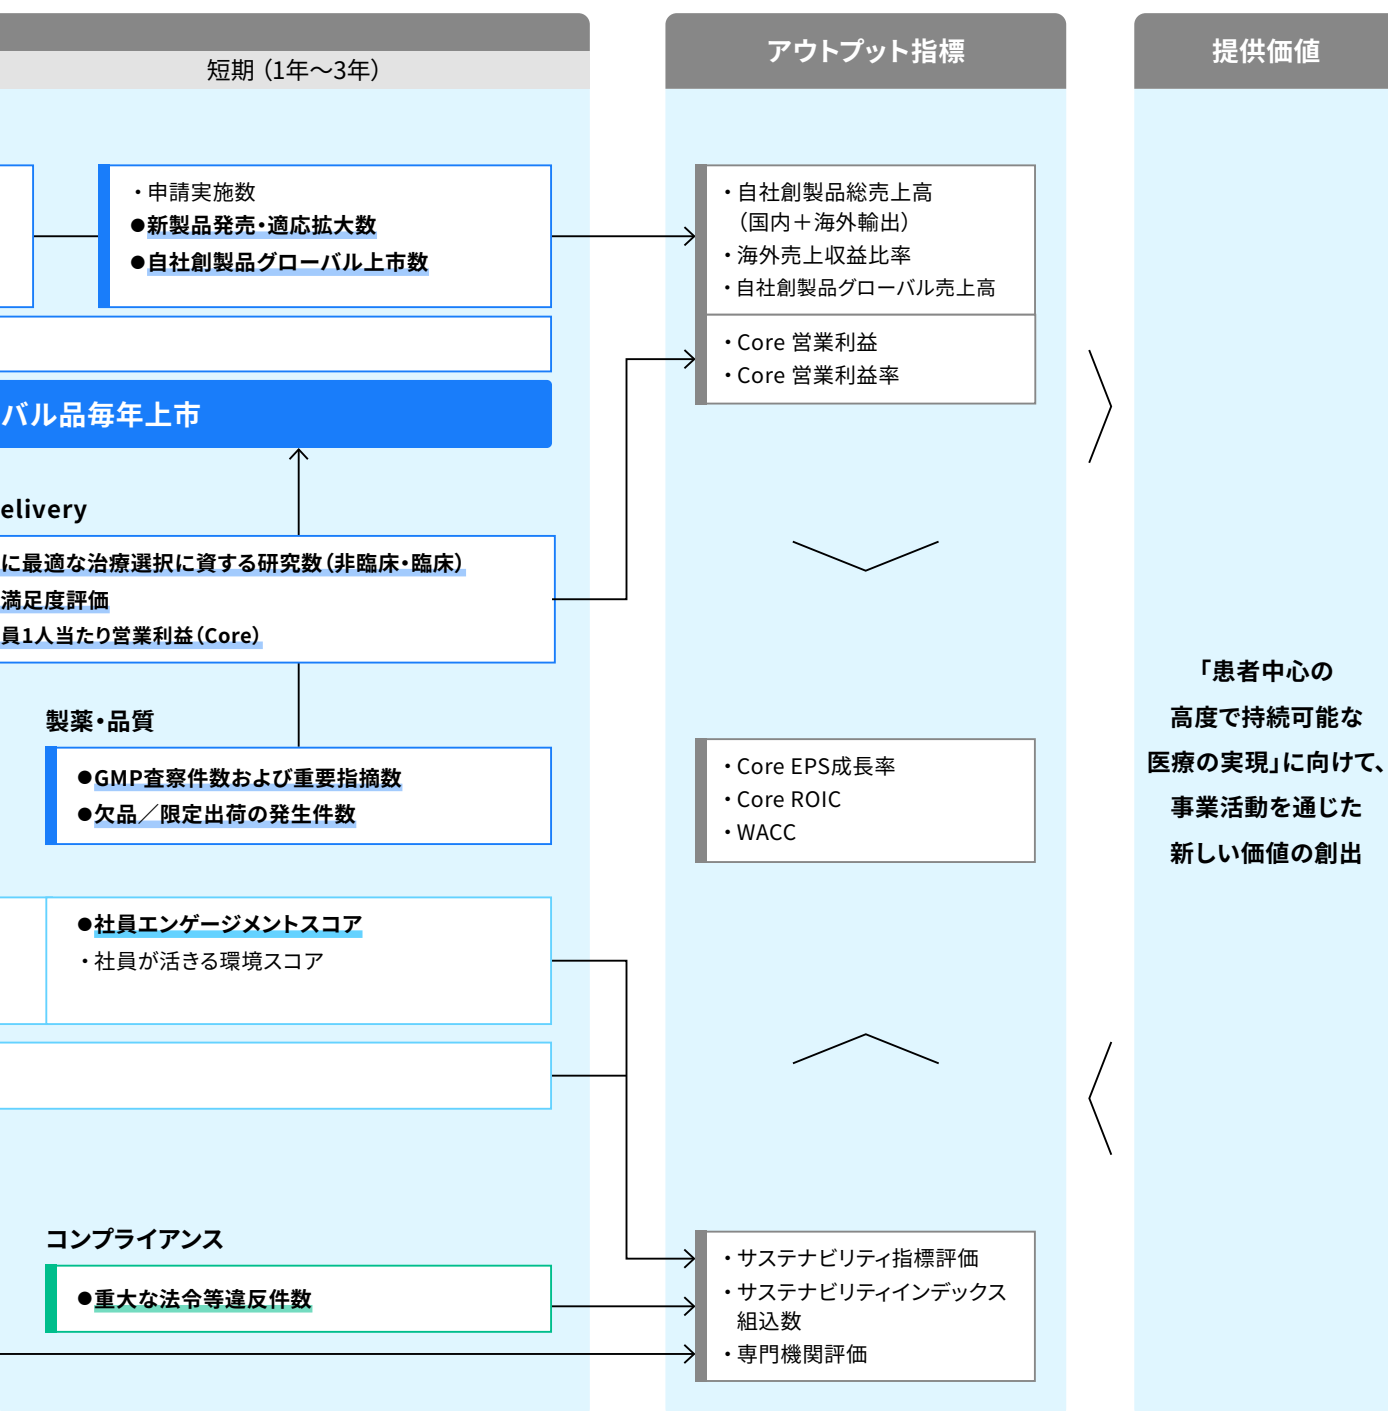 短期（1年～3年）
アウトプット指標
提供価値
・申請実施数
●新製品発売・適応拡大数
●自社創製品グローバル上市数
・自社創製品総売上高
（国内＋海外輸出）
・海外売上収益比率
・自社創製品グローバル売上高
・Core 営業利益
・Core 営業利益率
バル品毎年上市
elivery
に最適な治療選択に資する研究数（非臨床・臨床）
満足度評価
員1人当たり営業利益（Core）
製薬・品質
●GMP査察件数および重要指摘数
●欠品／限定出荷の発生件数
・Core EPS成長率
・Core ROIC
・WACC
「患者中心の
高度で持続可能な
医療の実現」に向けて、
事業活動を通じた
新しい価値の創出
●社員エンゲージメントスコア
・社員が活きる環境スコア
コンプライアンス
●重大な法令等違反件数
・サステナビリティ指標評価
・サステナビリティインデックス
組込数
・専門機関評価